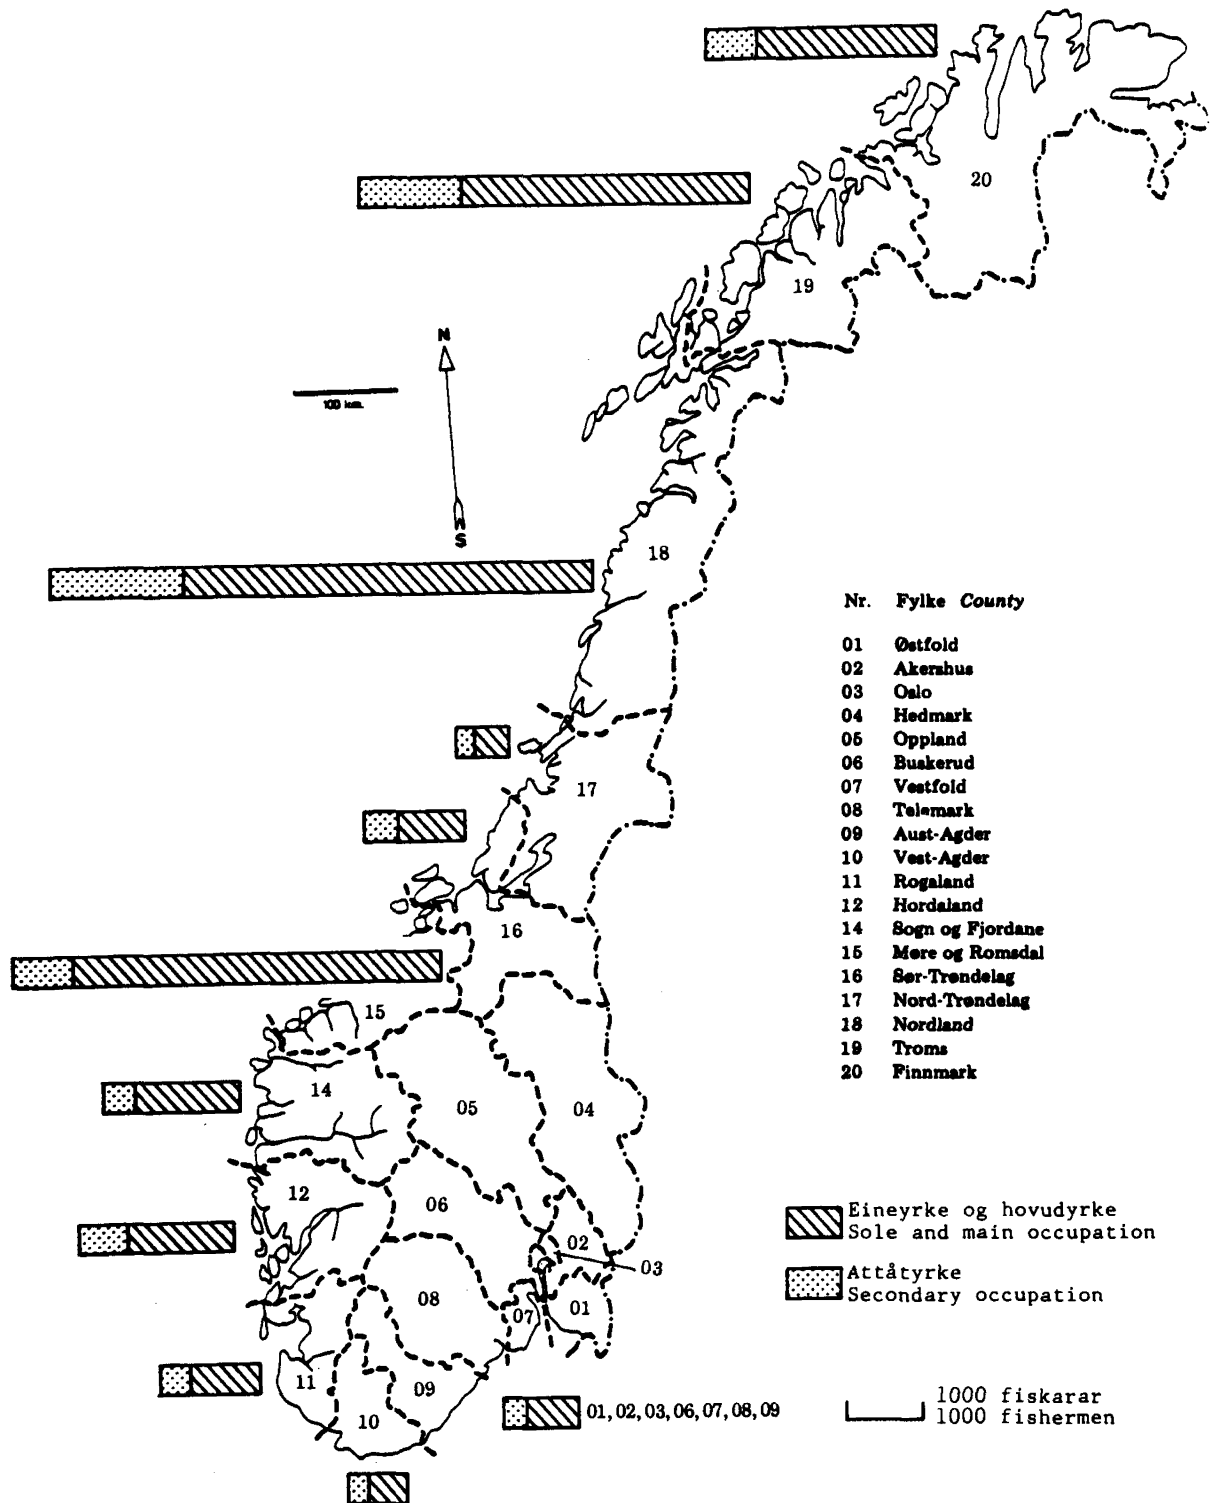 20
19
N
100 km.
S
18
Nr. Fylke County
01 Østfold
02 Akershus
03 Oslo
04 Hedmark
05 Oppland
06 Buskerud
07 Vestfold
08 Telemark
09 Aust-Agder
10 Vest-Agder
11 Rogaland
12 Hordaland
14 Sogn og Fjordane
15 Møre og Romsdal
16 Sør-Trøndelag
17 Nord-Trøndelag
18 Nordland
19 Troms
20 Finnmark
17
16
15
14
05
04
12
06
02
03
08
07
01
11
09
10
Eineyrke og hovudyrke
Sole and main occupation
Attåtyrke
Secondary occupation
01, 02, 03, 06, 07, 08, 09
1000 fiskarar
1000 fishermen